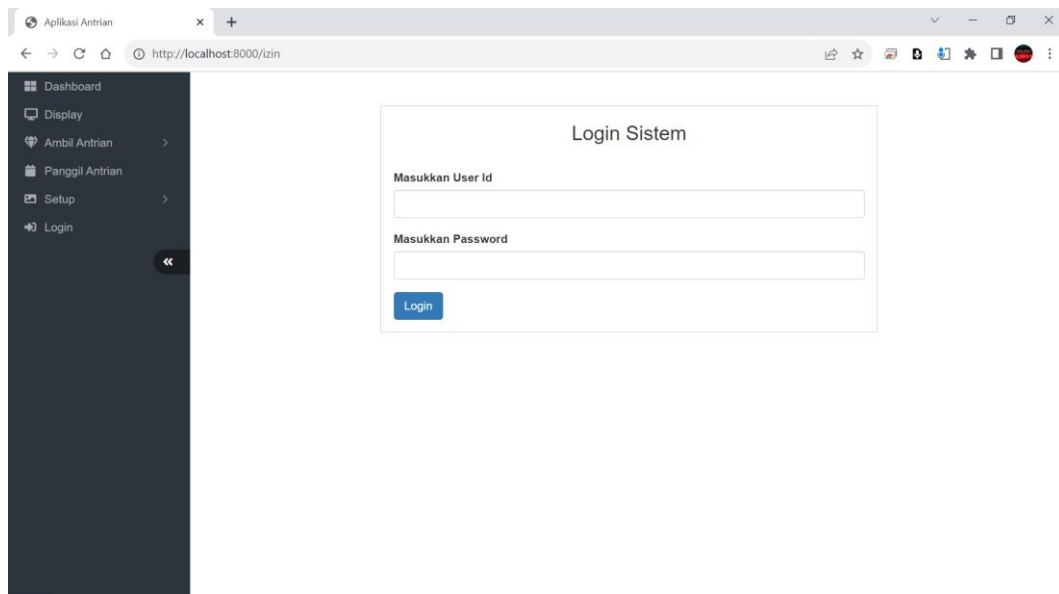 Aplikasi Antrian
http://localhost:8000/izin
Dashboard
Display
Ambil Antrian
Panggil Antrian
Setup
Login
Login Sistem
Masukkan User Id
Masukkan Password
Login